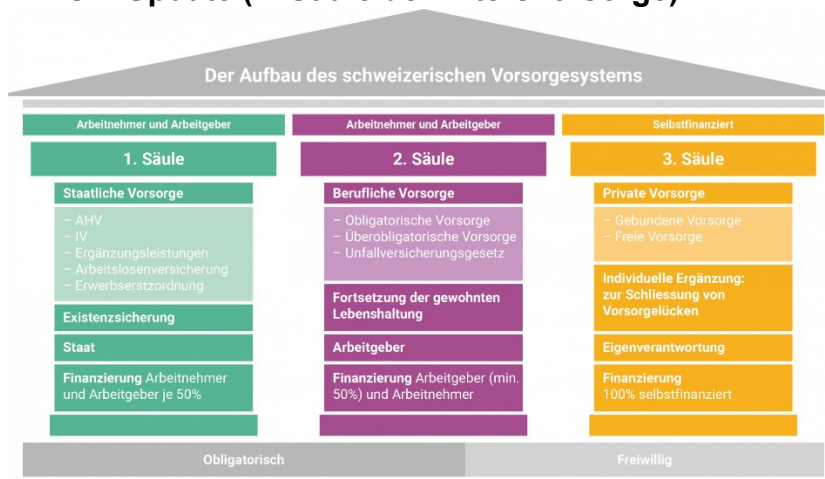 Der Aufbau des schweizerischen Vorsorgesystems
Arbeitnehmer und Arbeitgeber
1. Säule
Staatliche Vorsorge
– AHV
– IV
– Ergänzungsleistungen
– Arbeitslosenversicherung
– Erwerbserstzordnung
Existenzsicherung
Staat
Finanzierung Arbeitnehmer
und Arbeitgeber je 50%
Arbeitnehmer und Arbeitgeber
2. Säule
Berufliche Vorsorge
– Obligatorische Vorsorge
– Überobligatorische Vorsorge
– Unfallversicherungsgesetz
Fortsetzung der gewohnten
Lebenshaltung
Arbeitgeber
Finanzierung Arbeitgeber (min.
50%) und Arbeitnehmer
Selbstfinanziert
3. Säule
Private Vorsorge
– Gebundene Vorsorge
– Freie Vorsorge
Individuelle Ergänzung:
zur Schliessung von
Vorsorgelücken
Eigenverantwortung
Finanzierung
100% selbstfinanziert
Obligatorisch
Freiwillig